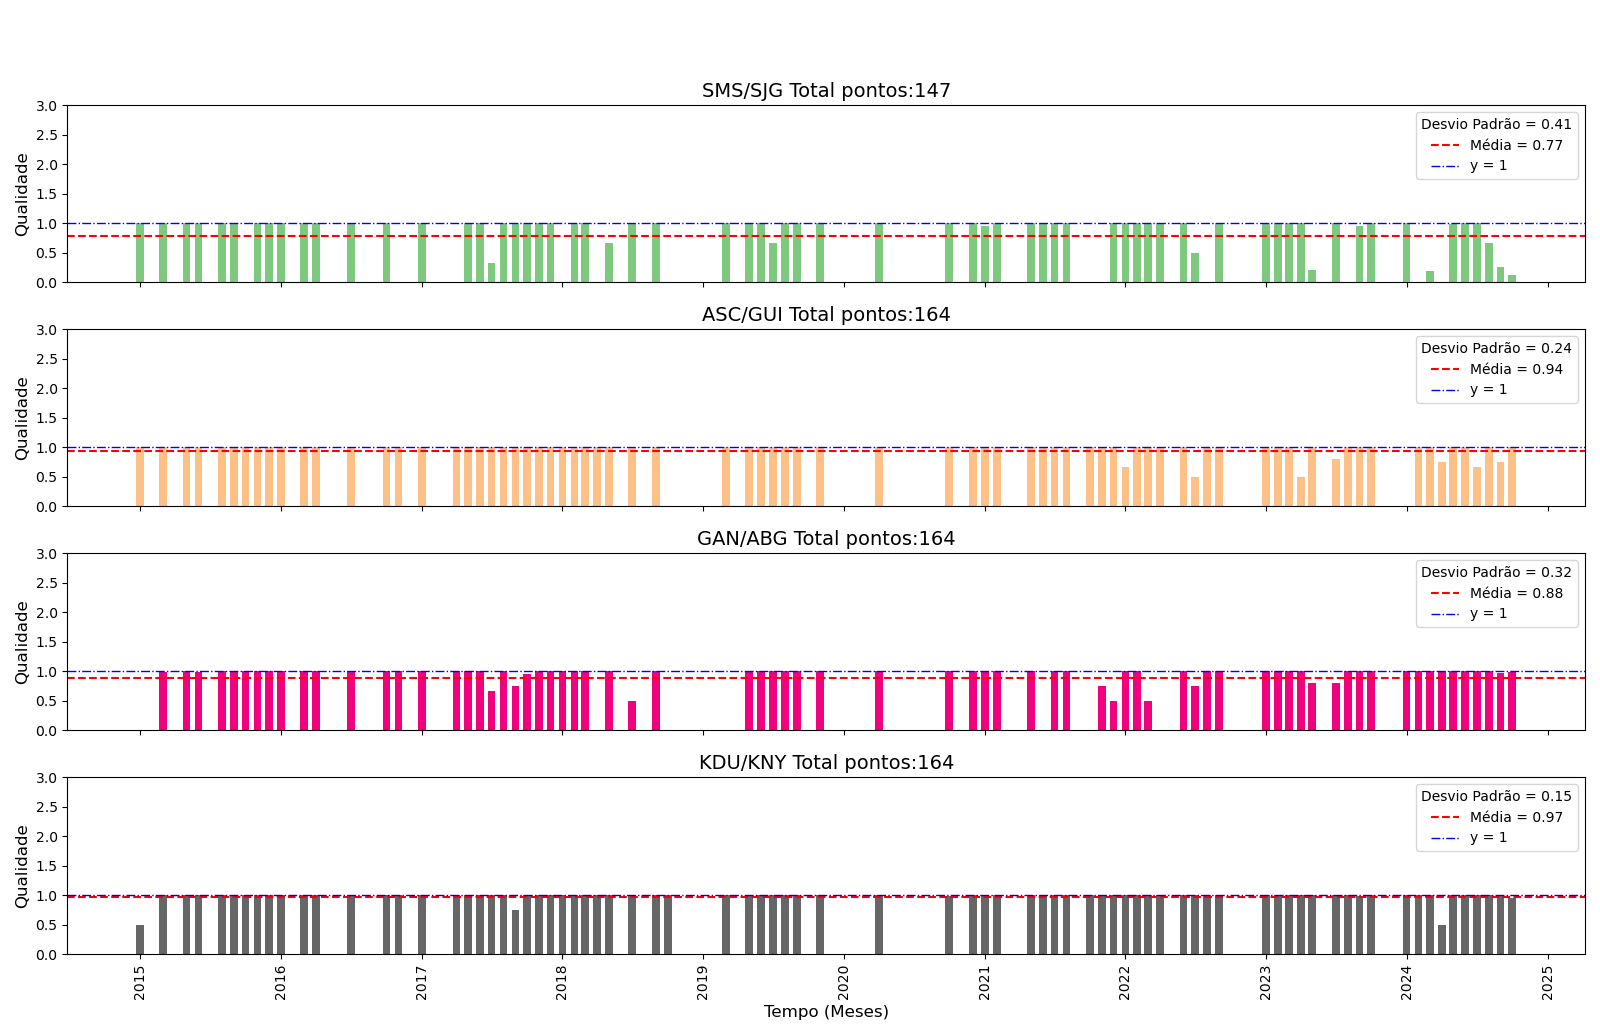 SMS/SJG Total pontos:147
3.0
2.5
2.0
1.5
1.0
0.5
0.0
Qualidade
Desvio Padrão = 0.41
Média = 0.77
y = 1
ASC/GUI Total pontos:164
3.0
2.5
2.0
1.5
1.0
0.5
0.0
Qualidade
Desvio Padrão = 0.24
Média = 0.94
y = 1
GAN/ABG Total pontos:164
3.0
2.5
2.0
1.5
1.0
0.5
0.0
Qualidade
Desvio Padrão = 0.32
Média = 0.88
y = 1
KDU/KNY Total pontos:164
3.0
2.5
2.0
1.5
1.0
0.5
0.0
Qualidade
Desvio Padrão = 0.15
Média = 0.97
y = 1
2015
2016
2017
2018
2019
2020
2021
2022
2023
2024
2025
Tempo (Meses)